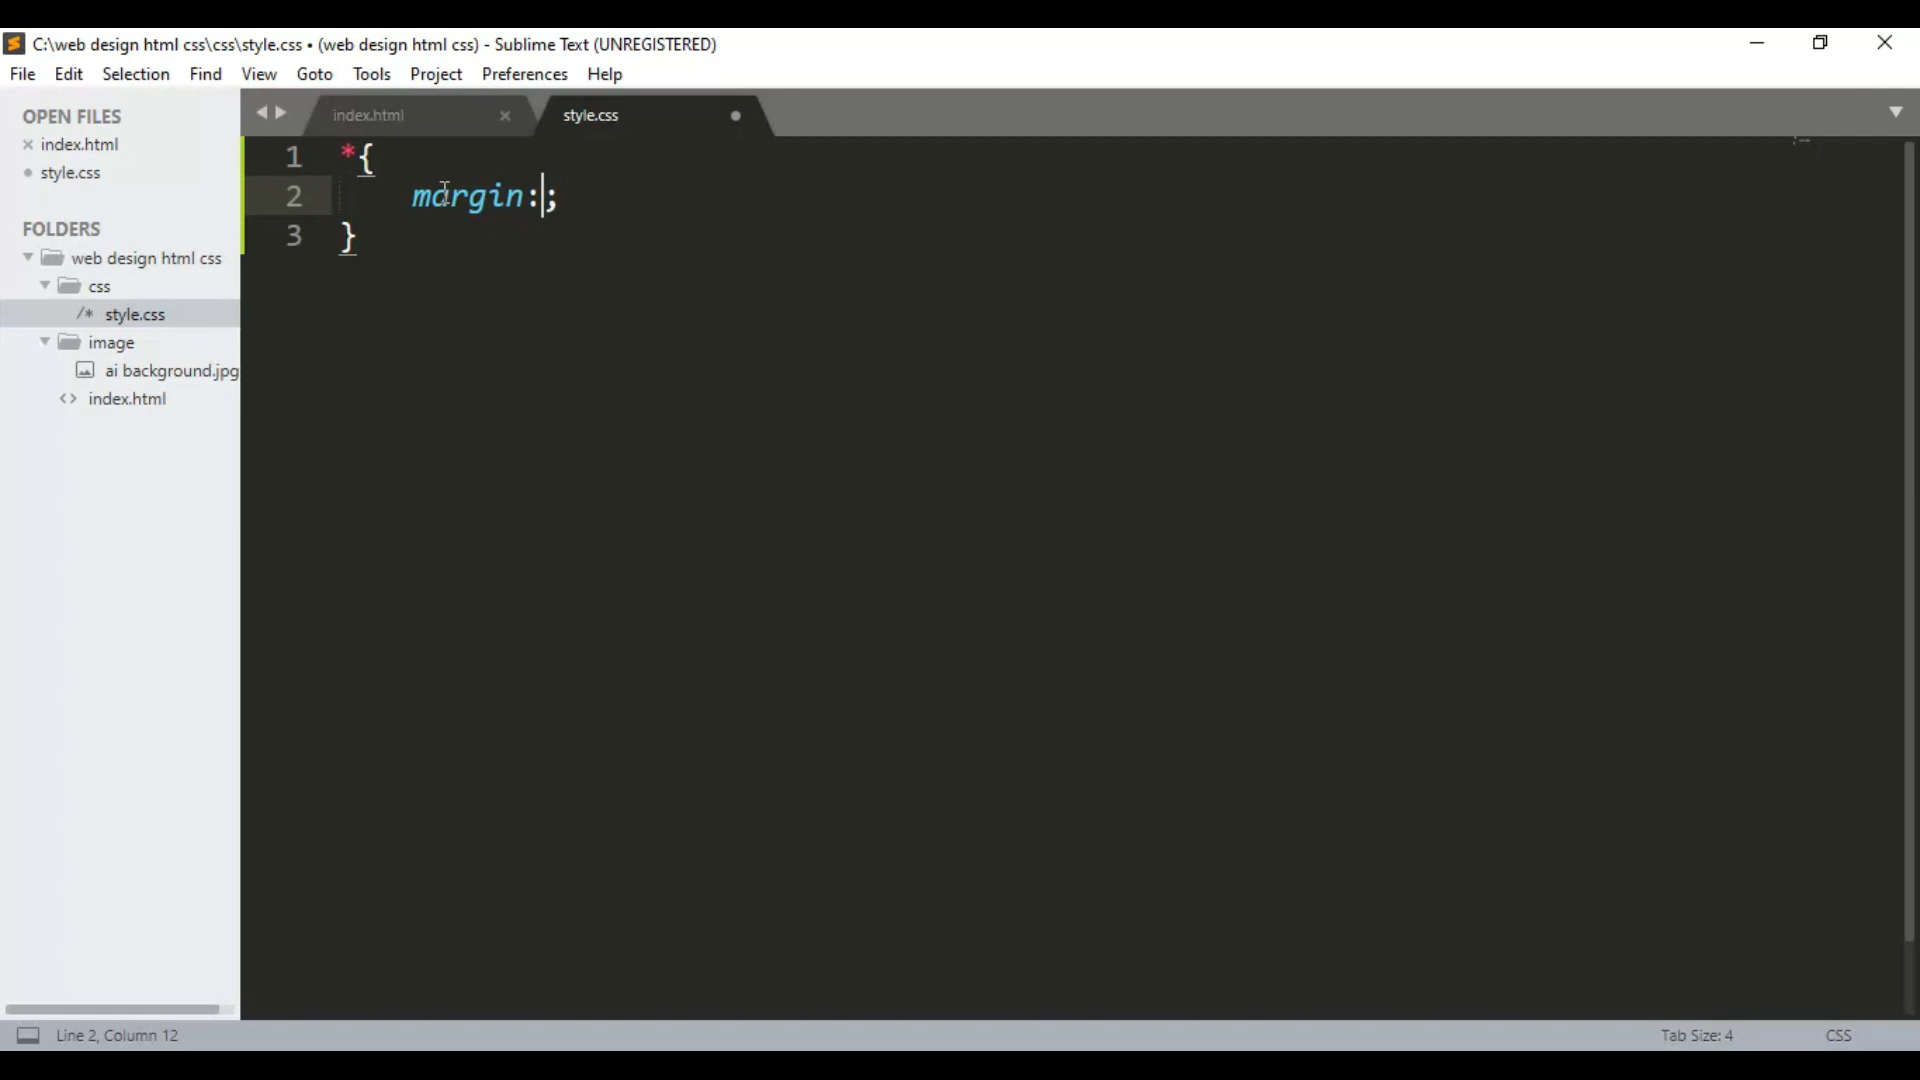 C:\web design html css\css\style.css • (web design html css) - Sublime Text (UNREGISTERED)
File Edit Selection Find View Goto Tools Project Preferences Help
OPEN FILES
index.html
style.css
FOLDERS
web design html css
css
/* style.css
image
ai background.jpg
<> index.html
index.html
style.css
1 *{
2 margin:;
3 }
Line 2, Column 12
Tab Size: 4
CSS